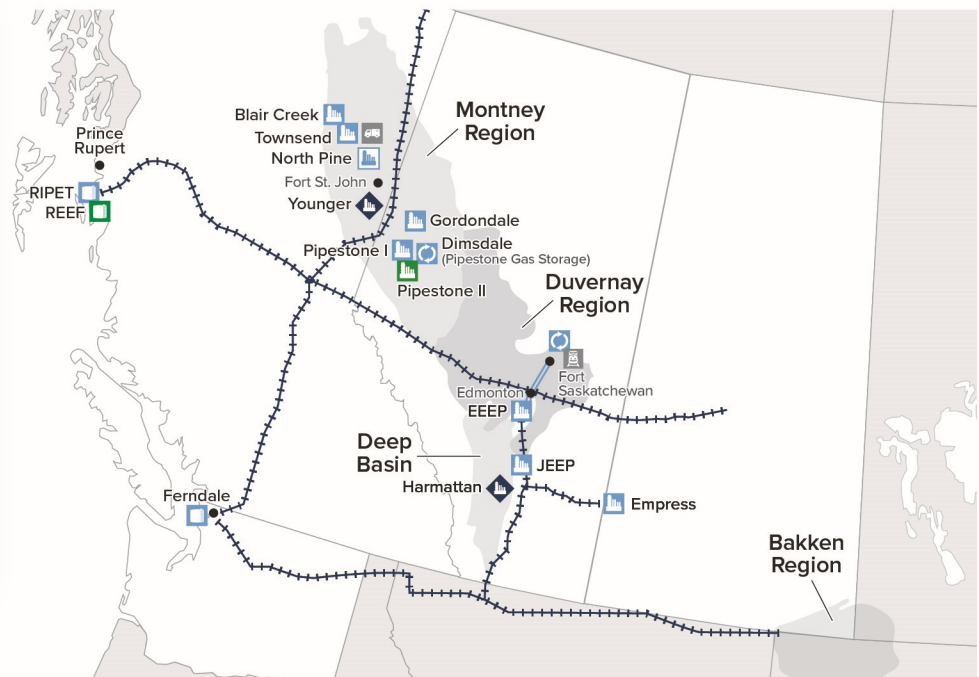 Blair Creek
Townsend
North Pine
Fort St. John
Younger
Montney
Region
Prince
Rupert
RIPET
REEF
Gordondale
Pipestone I
Dimsdale
(Pipestone Gas Storage)
Pipestone II
Duvernay
Region
Fort
Saskatchewan
Edmonton
EEEP
Deep
Basin
JEEP
Harmattan
Empress
Ferndale
Bakken
Region